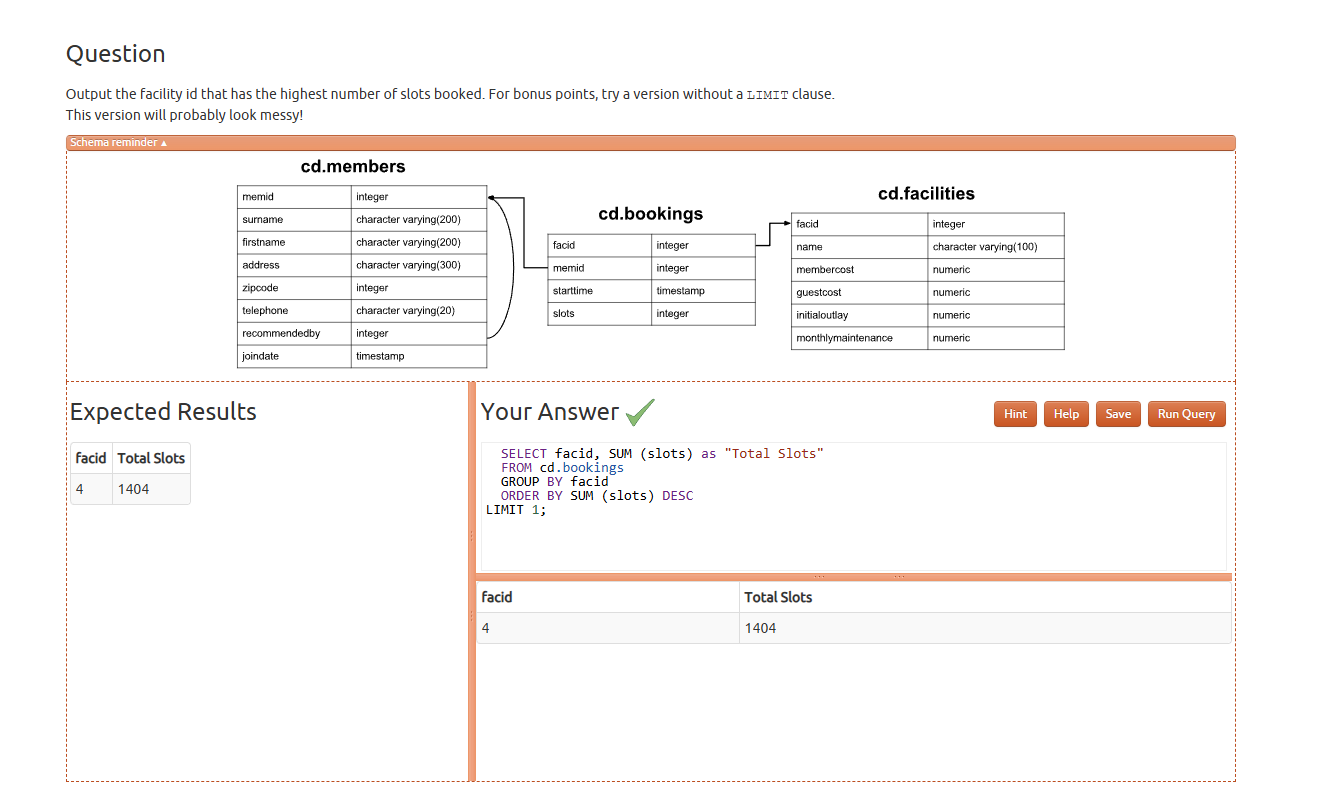 Question
Output the facility id that has the highest number of slots booked. For bonus points, try a version without a LIMIT clause.
This version will probably look messy!
Schema reminder ▲
cd.members
memid integer
surname character varying(200)
firstname character varying(200)
address character varying(300)
zipcode integer
telephone character varying(20)
recommendedby integer
joindate timestamp
cd.bookings
facid integer
memid integer
starttime timestamp
slots integer
cd.facilities
facid integer
name character varying(100)
membercost numeric
guestcost numeric
initialoutlay numeric
monthlymaintenance numeric
Expected Results
facid Total Slots
4 1404
Your Answer
Hint Help Save Run Query
SELECT facid, SUM (slots) as "Total Slots"
FROM cd.bookings
GROUP BY facid
ORDER BY SUM (slots) DESC
LIMIT 1;
facid Total Slots
4 1404